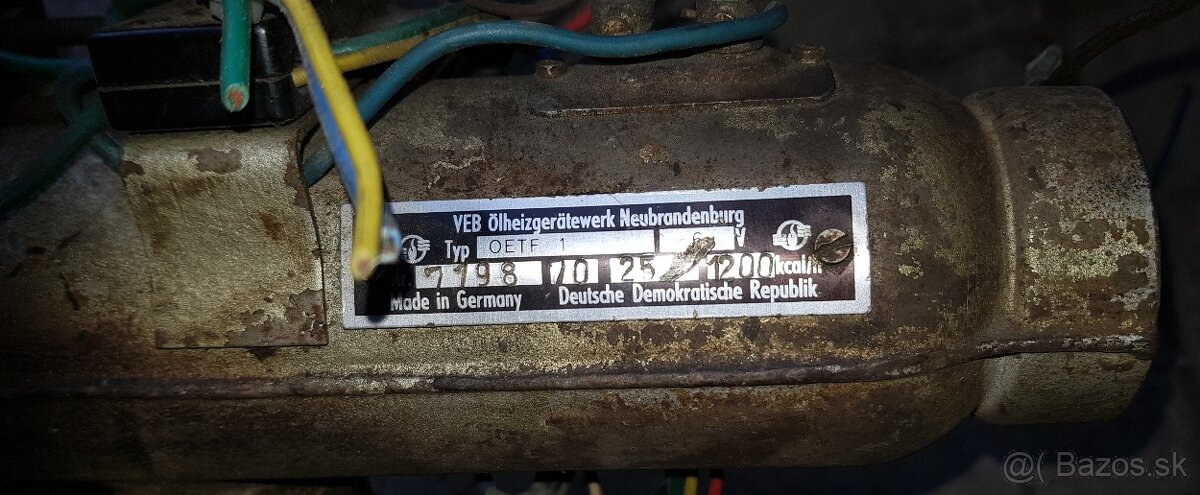 VEB Ölheizgerätewerk Neubrandenburg
Typ OETF 1 6 V
7198 70 25 1200 kcal/h
Made in Germany Deutsche Demokratische Republik
@( Bazos.sk